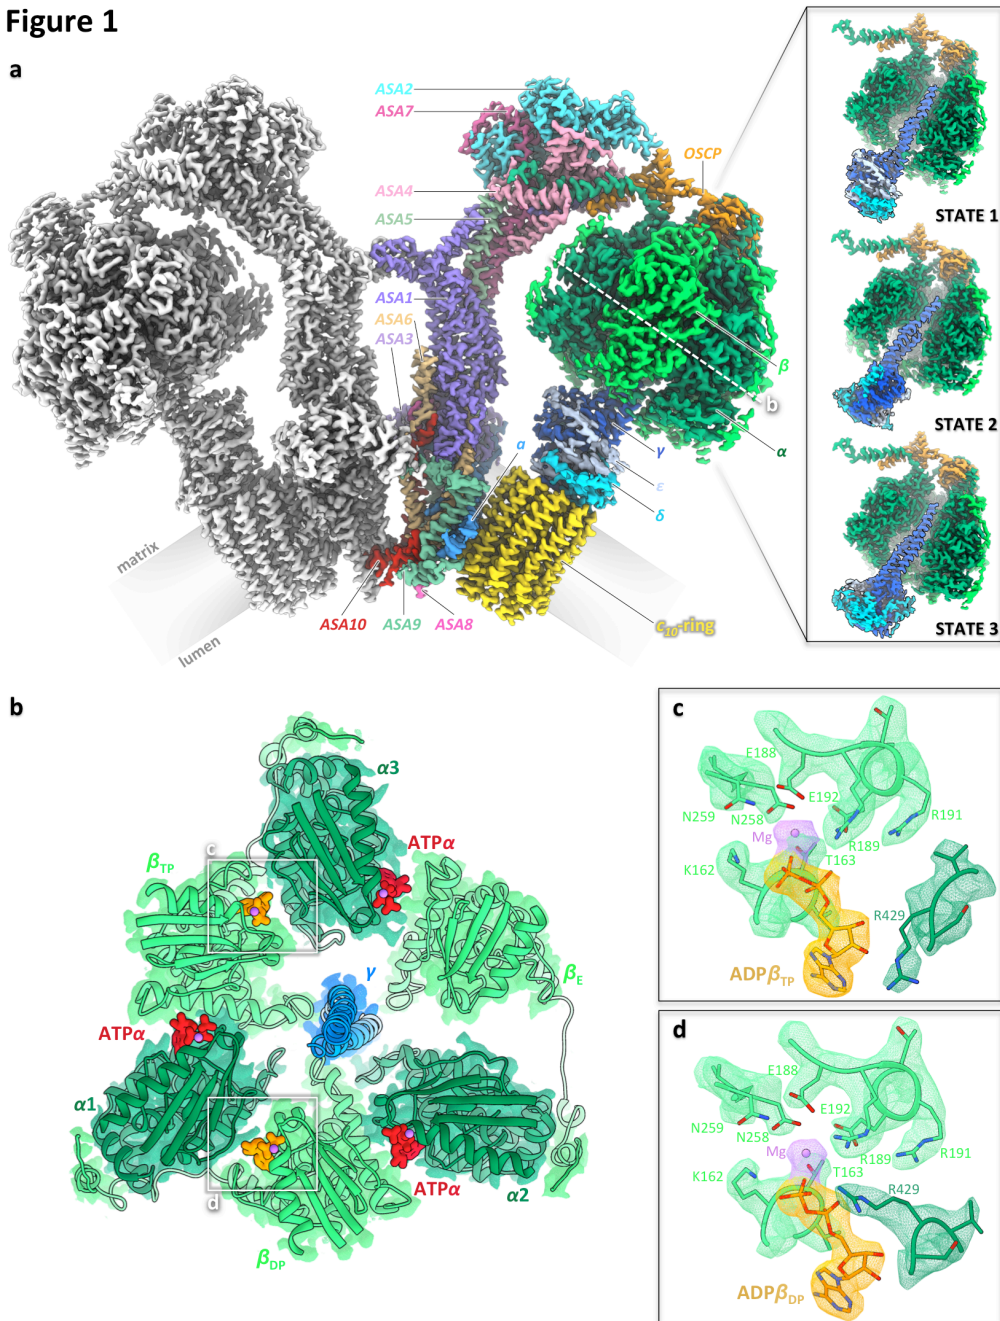 Figure 1
a
ASA2
ASA7
OSCP
ASA4
ASA5
ASA1
ASA6
ASA3
β
b
a
γ
α
ε
δ
matrix
lumen
ASA10
ASA9
ASA8
c10-ring
STATE 1
STATE 2
STATE 3
b
α3
c
ATPα
βTP
γ
βE
ATPα
α1
d
ATPα
α2
βDP
c
E188
E192
N259
N258
R191
Mg
R189
K162
T163
R429
ADPβTP
d
E188
E192
N259
N258
R189
R191
Mg
K162
T163
R429
ADPβDP